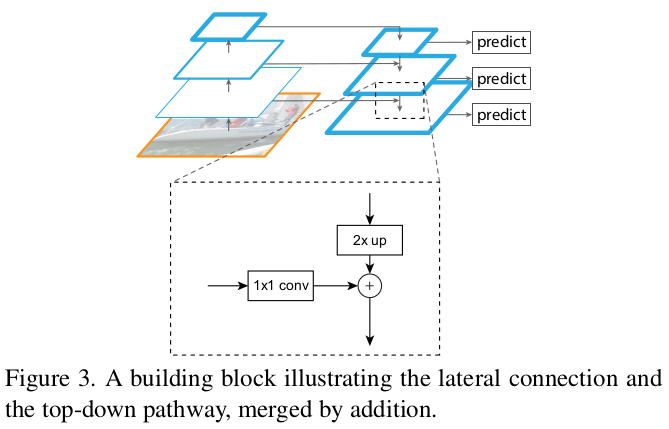 predict
predict
predict
2x up
1x1 conv
+
Figure 3. A building block illustrating the lateral connection and
the top-down pathway, merged by addition.